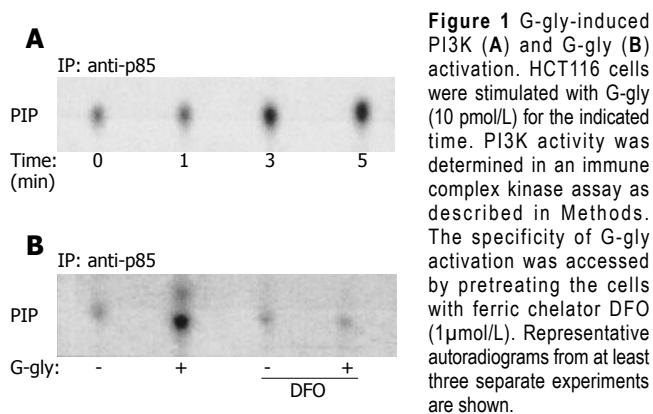 A
IP: anti-p85
PIP
Time: 0 1 3 5
(min)
B
IP: anti-p85
PIP
G-gly: - + - +
DFO
Figure 1 G-gly-induced
PI3K (A) and G-gly (B)
activation. HCT116 cells
were stimulated with G-gly
(10 pmol/L) for the indicated
time. PI3K activity was
determined in an immune
complex kinase assay as
described in Methods.
The specificity of G-gly
activation was accessed
by pretreating the cells
with ferric chelator DFO
(1μmol/L). Representative
autoradiograms from at least
three separate experiments
are shown.